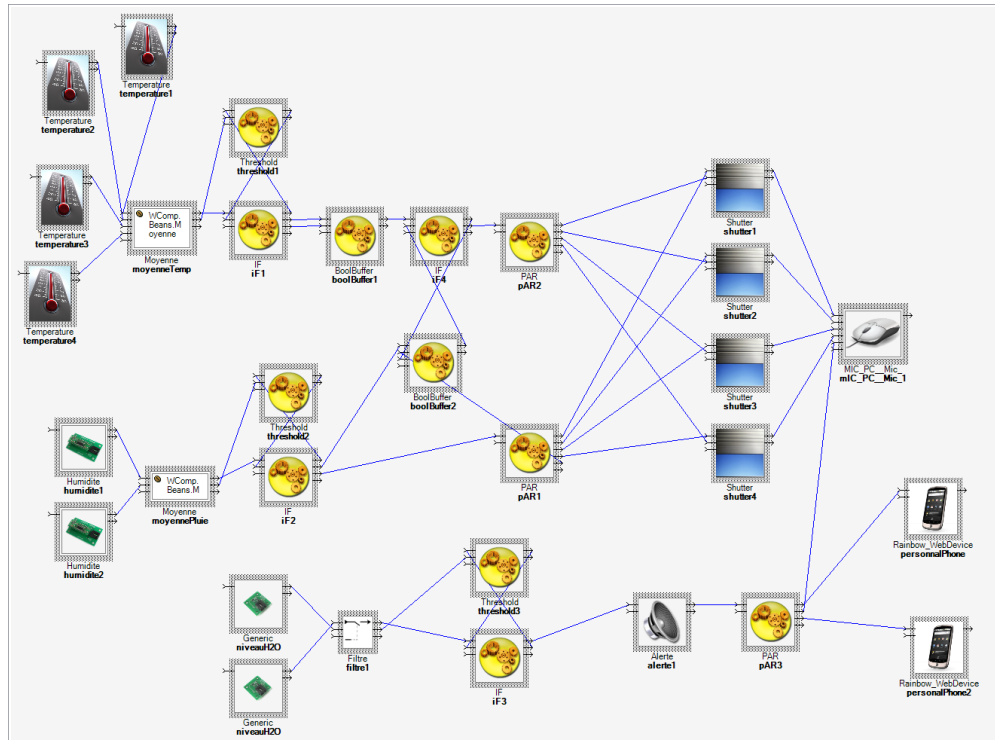 Temperature
temperature1
Temperature
temperature2
Threshold
threshold1
Temperature
temperature3
WComp.
Beans.M
oyenne
Moyenne
moyenneTemp
IF
iF1
BoolBuffer
boolBuffer1
IF
iF4
PAR
pAR2
Shutter
shutter1
Shutter
shutter2
Temperature
temperature4
MIC_PC__Mic_
mIC_PC__Mic_1
BoolBuffer
boolBuffer2
Shutter
shutter3
Threshold
threshold2
Humidite
humidite1
WComp.
Beans.M
Moyenne
moyennePluie
IF
iF2
PAR
pAR1
Shutter
shutter4
Humidite
humidite2
Rainbow_WebDevice
personnalPhone
Threshold
threshold3
Generic
niveauH2O
Filtre
filtre1
Alerte
alerte1
PAR
pAR3
IF
iF3
Rainbow_WebDevice
personalPhone2
Generic
niveauH2O